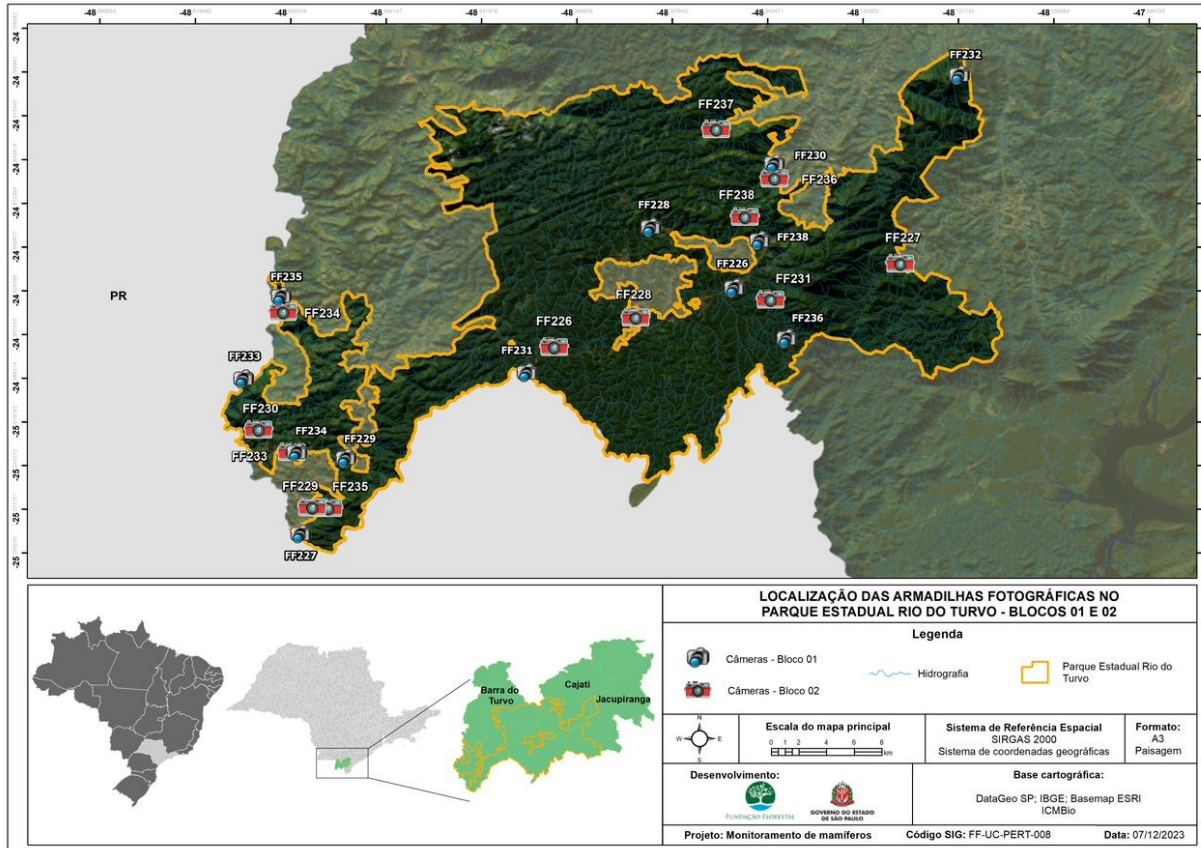 -48
-48
-48
-48
-48
-48
-48
-48
-48
-48
-48
-47
-24
-24
-24
-24
-24
-24
-24
-24
-24
-24
-25
-25
-25
FF232
FF237
FF230
FF236
FF238
FF228
FF238
FF227
FF226
FF235
FF231
FF228
FF234
PR
FF236
FF226
FF231
FF233
FF230
FF234
FF229
FF233
FF229
FF235
FF227
Barra do
Turvo
Cajati
Jacupiranga
LOCALIZAÇÃO DAS ARMADILHAS FOTOGRÁFICAS NO
PARQUE ESTADUAL RIO DO TURVO - BLOCOS 01 E 02
Legenda
Câmeras - Bloco 01
Câmeras - Bloco 02
Hidrografia
Parque Estadual Rio do
Turvo
N
W
E
S
Escala do mapa principal
0 1 2 4 6 8
km
Sistema de Referência Espacial
SIRGAS 2000
Sistema de coordenadas geográficas
Formato:
A3
Paisagem
Desenvolvimento:
FUNDAÇÃO FLORESTAL
GOVERNO DO ESTADO
DE SÃO PAULO
Base cartográfica:
DataGeo SP; IBGE; Basemap ESRI
ICMBio
Projeto: Monitoramento de mamíferos
Código SIG: FF-UC-PERT-008
Data: 07/12/2023